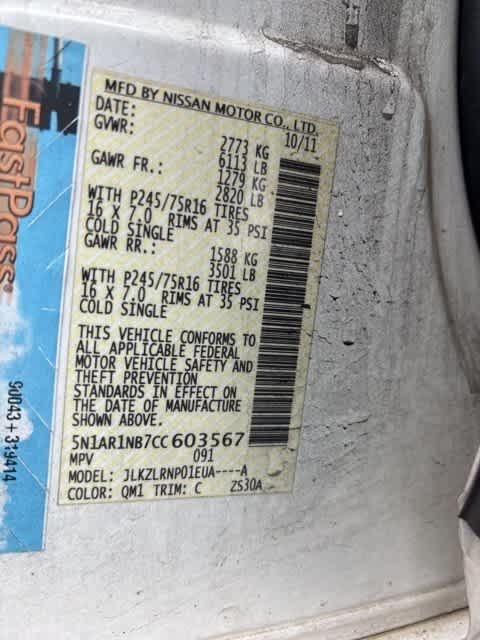 MFD BY NISSAN MOTOR CO., LTD.
DATE: 10/11
GVWR: 2773 KG
6113 LB
GAWR FR.: 1279 KG
2820 LB
WITH P245/75R16 TIRES
16 X 7.0 RIMS AT 35 PSI
COLD SINGLE
GAWR RR.: 1588 KG
3501 LB
WITH P245/75R16 TIRES
16 X 7.0 RIMS AT 35 PSI
COLD SINGLE
THIS VEHICLE CONFORMS TO
ALL APPLICABLE FEDERAL
MOTOR VEHICLE SAFETY AND
THEFT PREVENTION
STANDARDS IN EFFECT ON
THE DATE OF MANUFACTURE
SHOWN ABOVE.
5N1AR1NB7CC603567
MPV 091
MODEL: JLKZLRNP01EUA----A
COLOR: QM1 TRIM: C ZS30A
FastPass
90043+319414